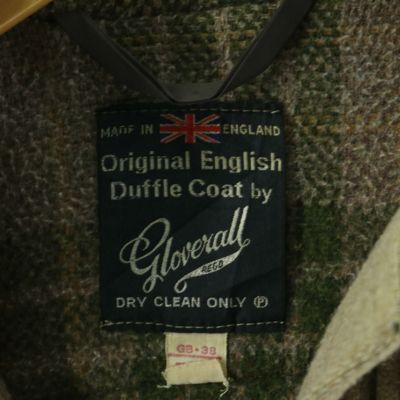 MADE IN ENGLAND
Original English
Duffle Coat by
Gloverall
REGD
DRY CLEAN ONLY Ⓟ
GB·38